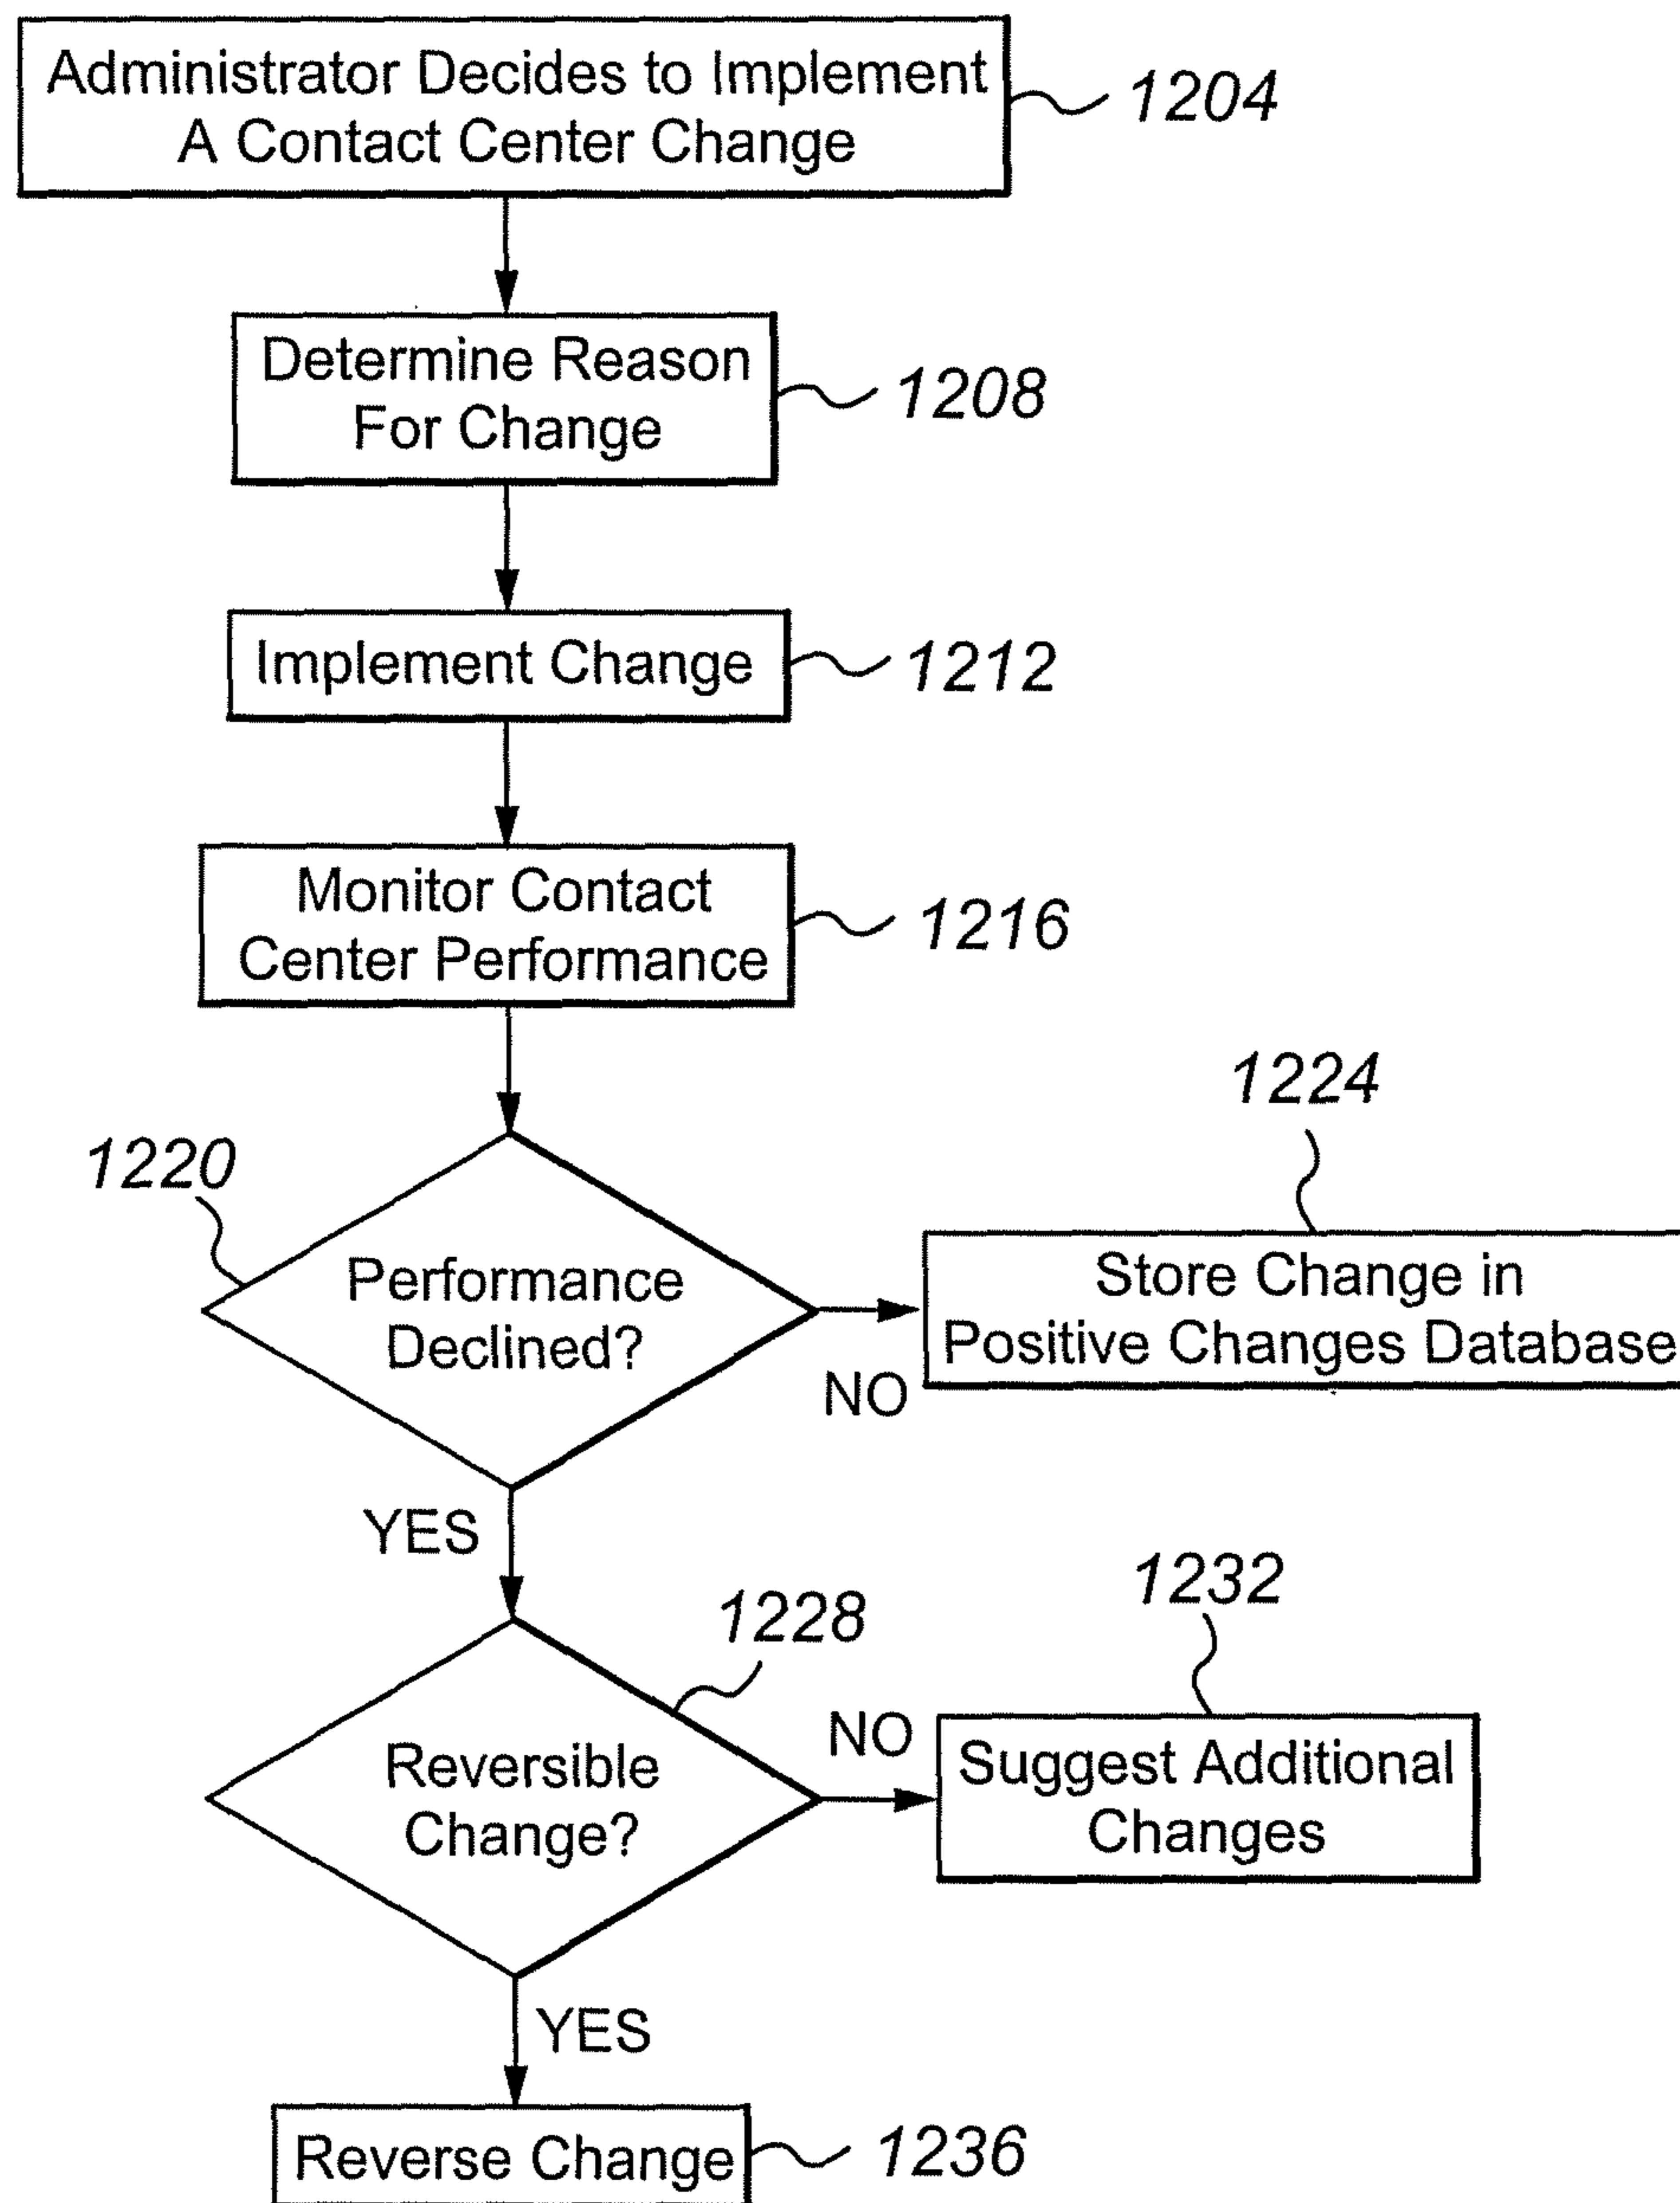 Administrator Decides to Implement
A Contact Center Change
1204
Determine Reason
For Change
1208
Implement Change
1212
Monitor Contact
Center Performance
1216
1220
Performance
Declined?
NO
1224
Store Change in
Positive Changes Database
YES
1228
Reversible
Change?
NO
1232
Suggest Additional
Changes
YES
Reverse Change
1236